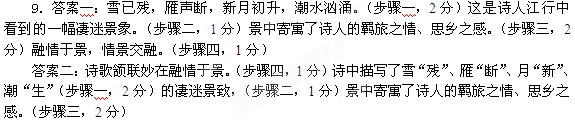 9. 答案一：雪已残，雁声断，新月初升，潮水汹涌。（步骤一，2 分）这是诗人江行中
看到的一幅凄迷景象。（步骤二，1 分）景中寄寓了诗人的羁旅之情、思乡之感。（步骤三，2
分）融情于景，情景交融。（步骤四，1 分）
答案二：诗歌颔联妙在融情于景。（步骤四，1 分）诗中描写了雪“残”、雁“断”、月“新”、
潮“生”（步骤一，2 分）的凄迷景致，（步骤二，1 分）景中寄寓了诗人的羁旅之情、思乡之
感。（步骤三，2 分）